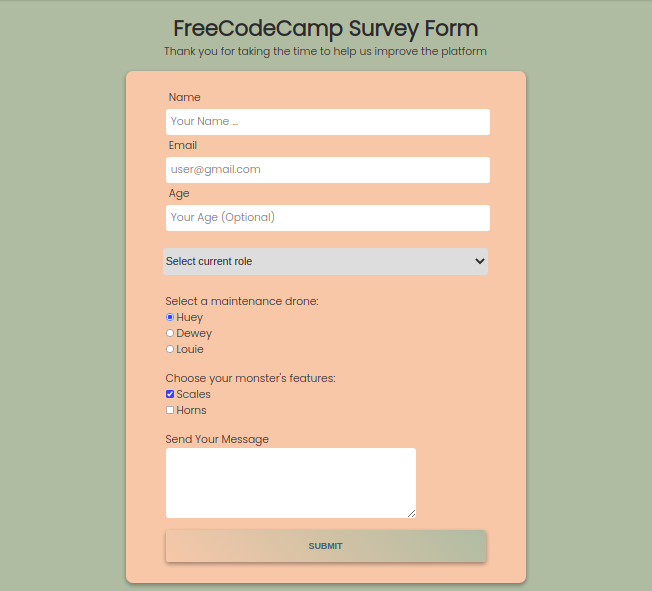 FreeCodeCamp Survey Form
Thank you for taking the time to help us improve the platform
Name
Your Name ...
Email
user@gmail.com
Age
Your Age (Optional)
Select current role
Select a maintenance drone:
Huey
Dewey
Louie
Choose your monster's features:
Scales
Horns
Send Your Message
SUBMIT